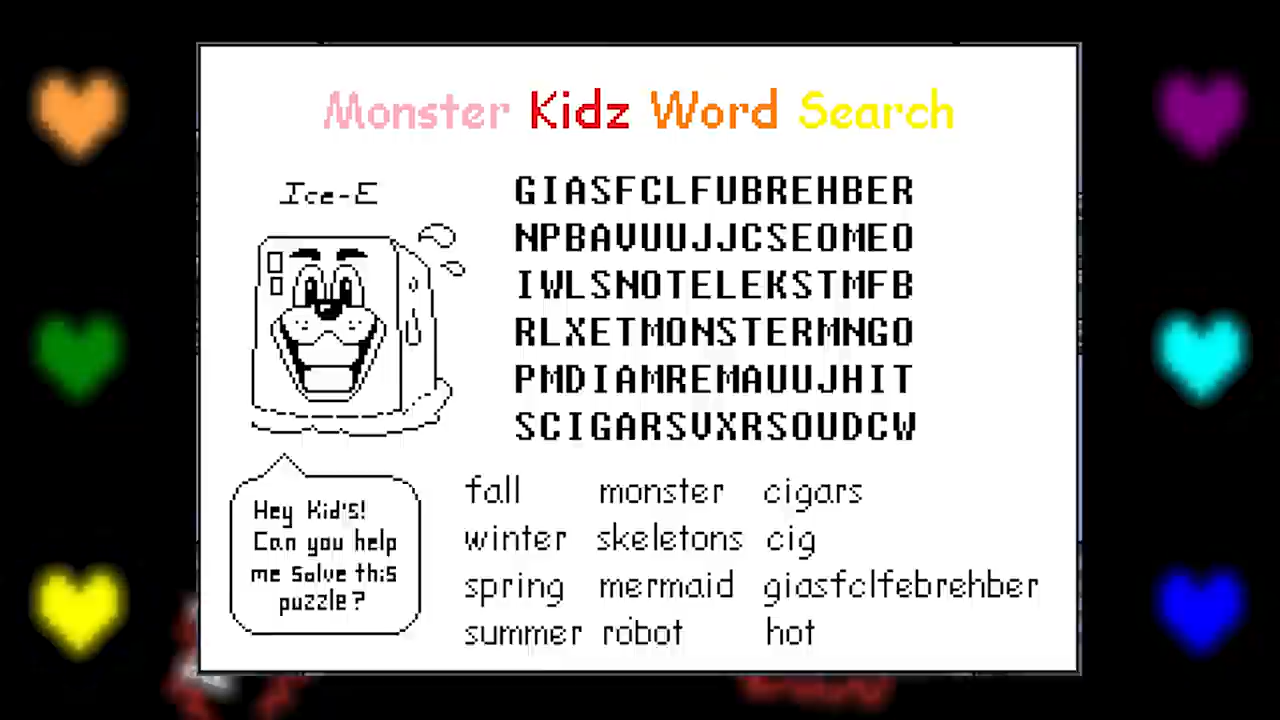 Monster Kidz Word Search
Ice-E
GIASFCLFUBREHBER
NPBAVUUJJCSEOMEO
IWLSNOTELEKSTMFB
RLXETMONSTERMNGO
PMDIAMREMAUUJHIT
SCIGARSVXRSOUDCW
Hey Kid's!
Can you help
me solve this
puzzle?
fall monster cigars
winter skeletons cig
spring mermaid giasfclfebrehber
summer robot hot